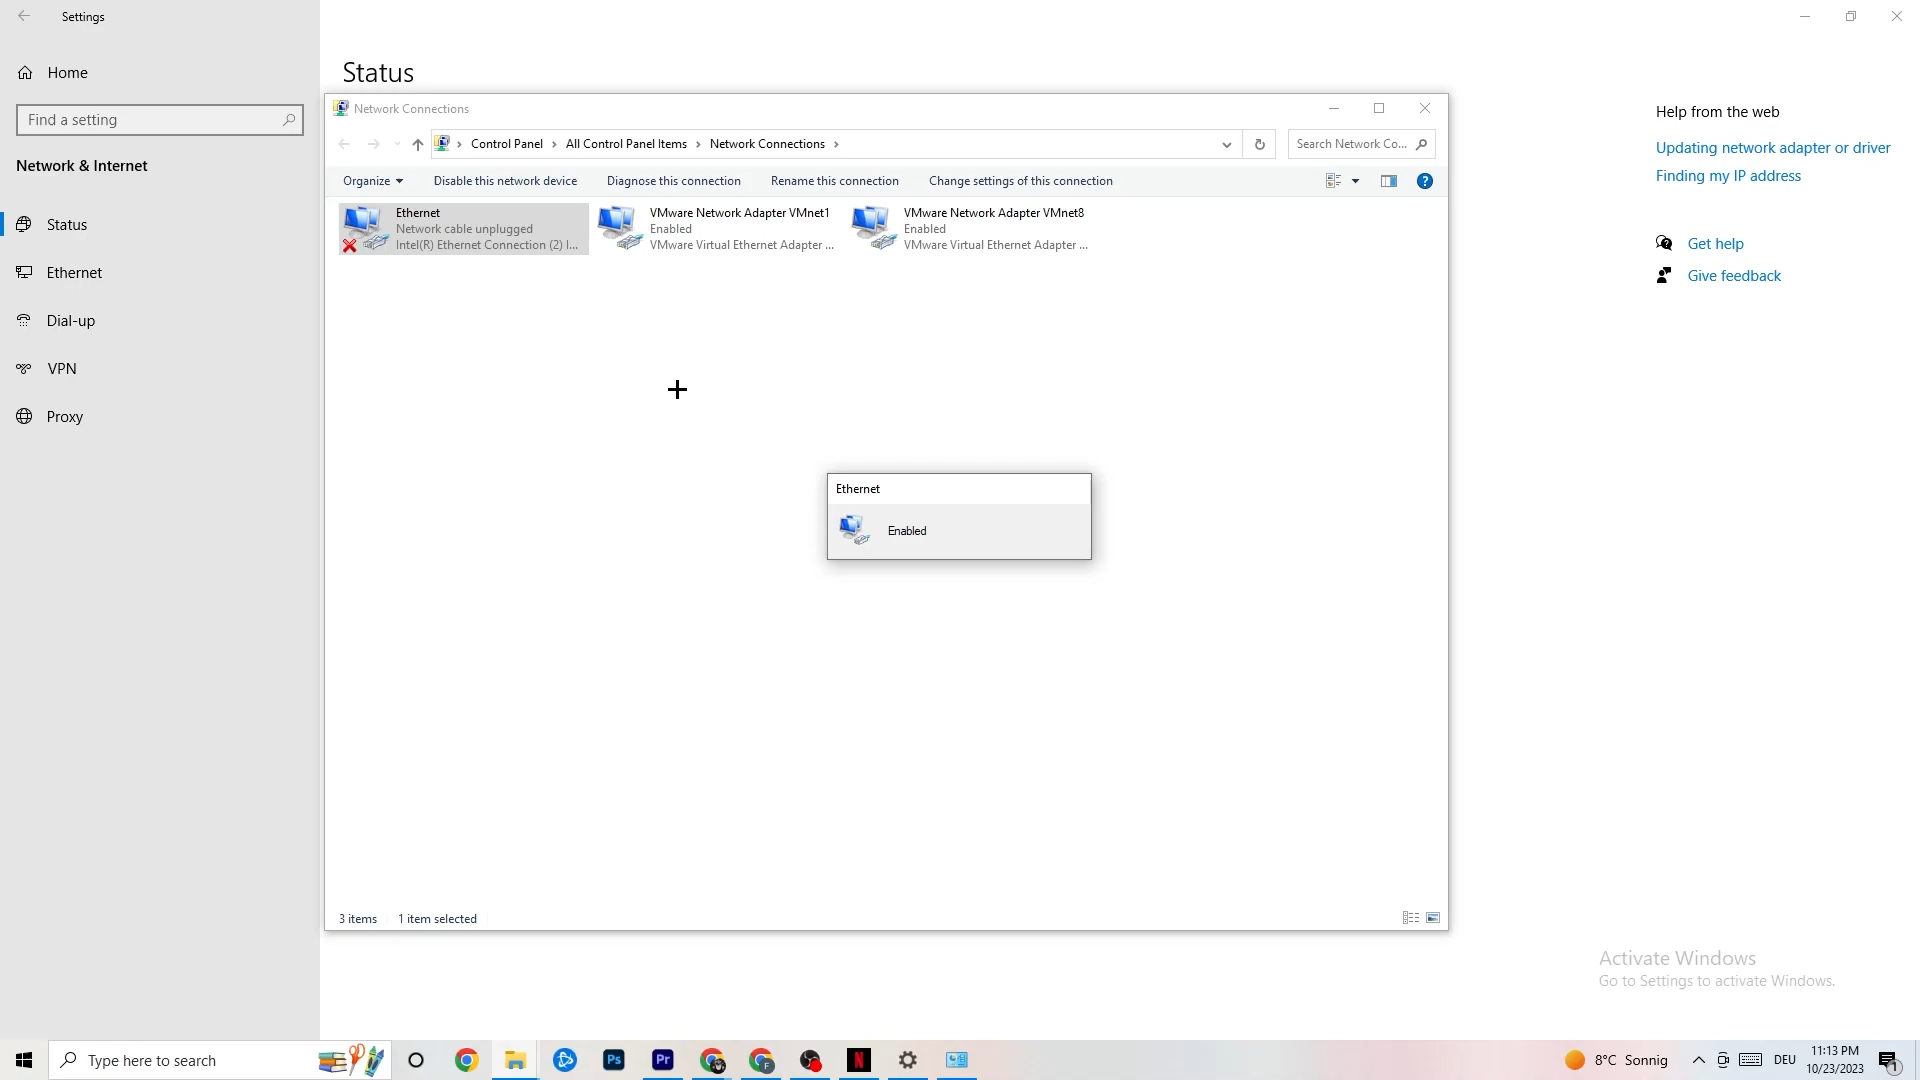 Settings
Home
Find a setting
Network & Internet
Status
Ethernet
Dial-up
VPN
Proxy
Status
Network Connections
Control Panel
All Control Panel Items
Network Connections
Search Network Co...
Organize
Disable this network device
Diagnose this connection
Rename this connection
Change settings of this connection
?
Ethernet
Network cable unplugged
Intel(R) Ethernet Connection (2) I...
VMware Network Adapter VMnet1
Enabled
VMware Virtual Ethernet Adapter ...
VMware Network Adapter VMnet8
Enabled
VMware Virtual Ethernet Adapter ...
Ethernet
Enabled
3 items
1 item selected
Help from the web
Updating network adapter or driver
Finding my IP address
Get help
Give feedback
Activate Windows
Go to Settings to activate Windows.
Type here to search
Ps
Pr
F
N
8°C Sonnig
DEU
11:13 PM
10/23/2023
1